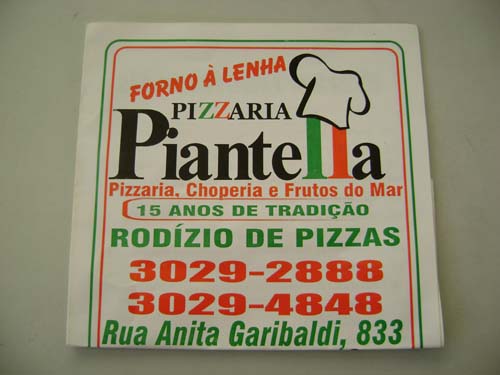 FORNO À LENHA
PIZZARIA
Piantella
Pizzaria, Choperia e Frutos do Mar
15 ANOS DE TRADIÇÃO
RODÍZIO DE PIZZAS
3029-2888
3029-4848
Rua Anita Garibaldi, 833